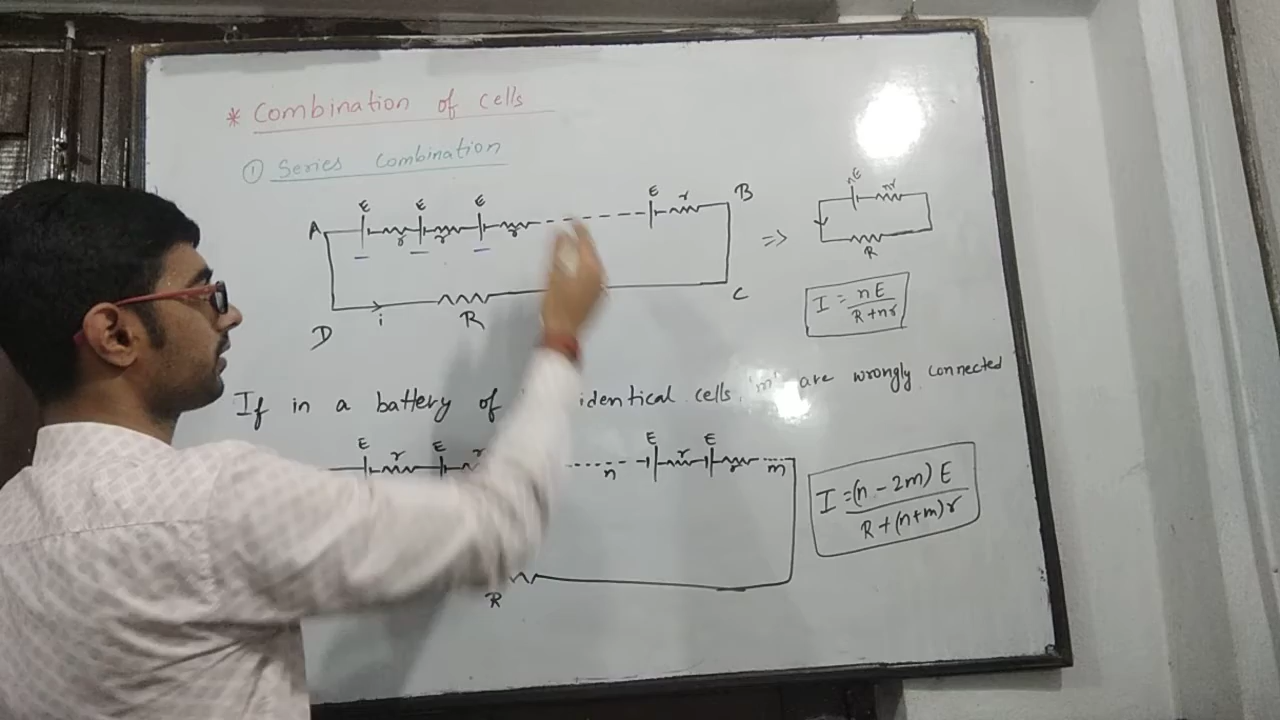 * Combination of cells
① Series Combination
E E E E r B
A r r r
nE nr
⇒
R
D i R C
I = nE / R + nr
If in a battery of identical cells, 'm' are wrongly connected
E r E r E r E
n r m
I = (n - 2m) E / R + (n+m) r
R